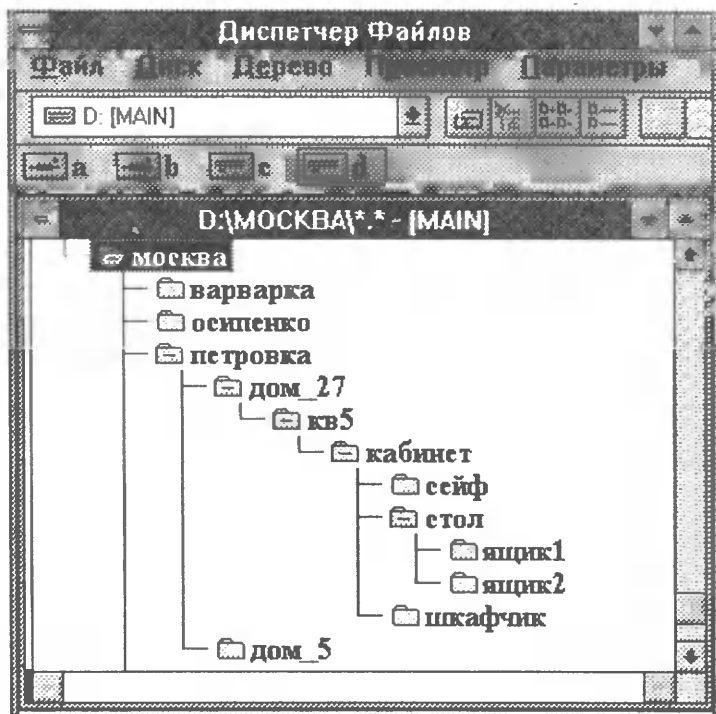 Диспетчер Файлов
Файл Диск Дерево Просмотр Параметры
D: [MAIN]
a b c d
D:\МОСКВА\*.* - [MAIN]
москва
варварка
осипенко
петровка
дом_27
кв5
кабинет
сейф
стол
ящик1
ящик2
шкафчик
дом_5